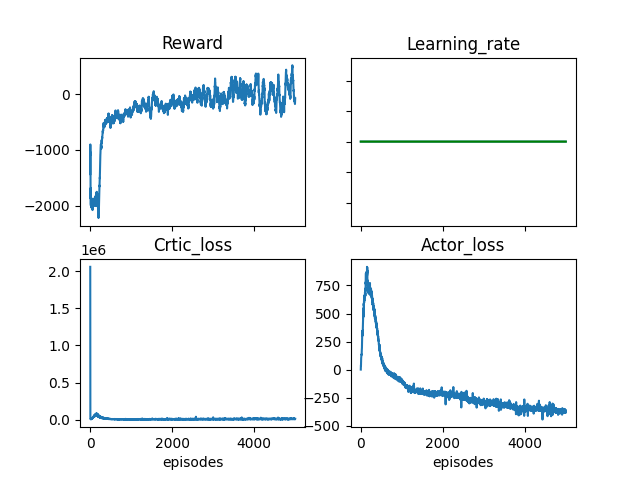 Reward
Learning_rate
0
−1000
−2000
1e6
Crtic_loss
Actor_loss
2.0
1.5
1.0
0.5
0.0
750
500
250
0
−250
−500
0 2000 4000
0 2000 4000
episodes
episodes